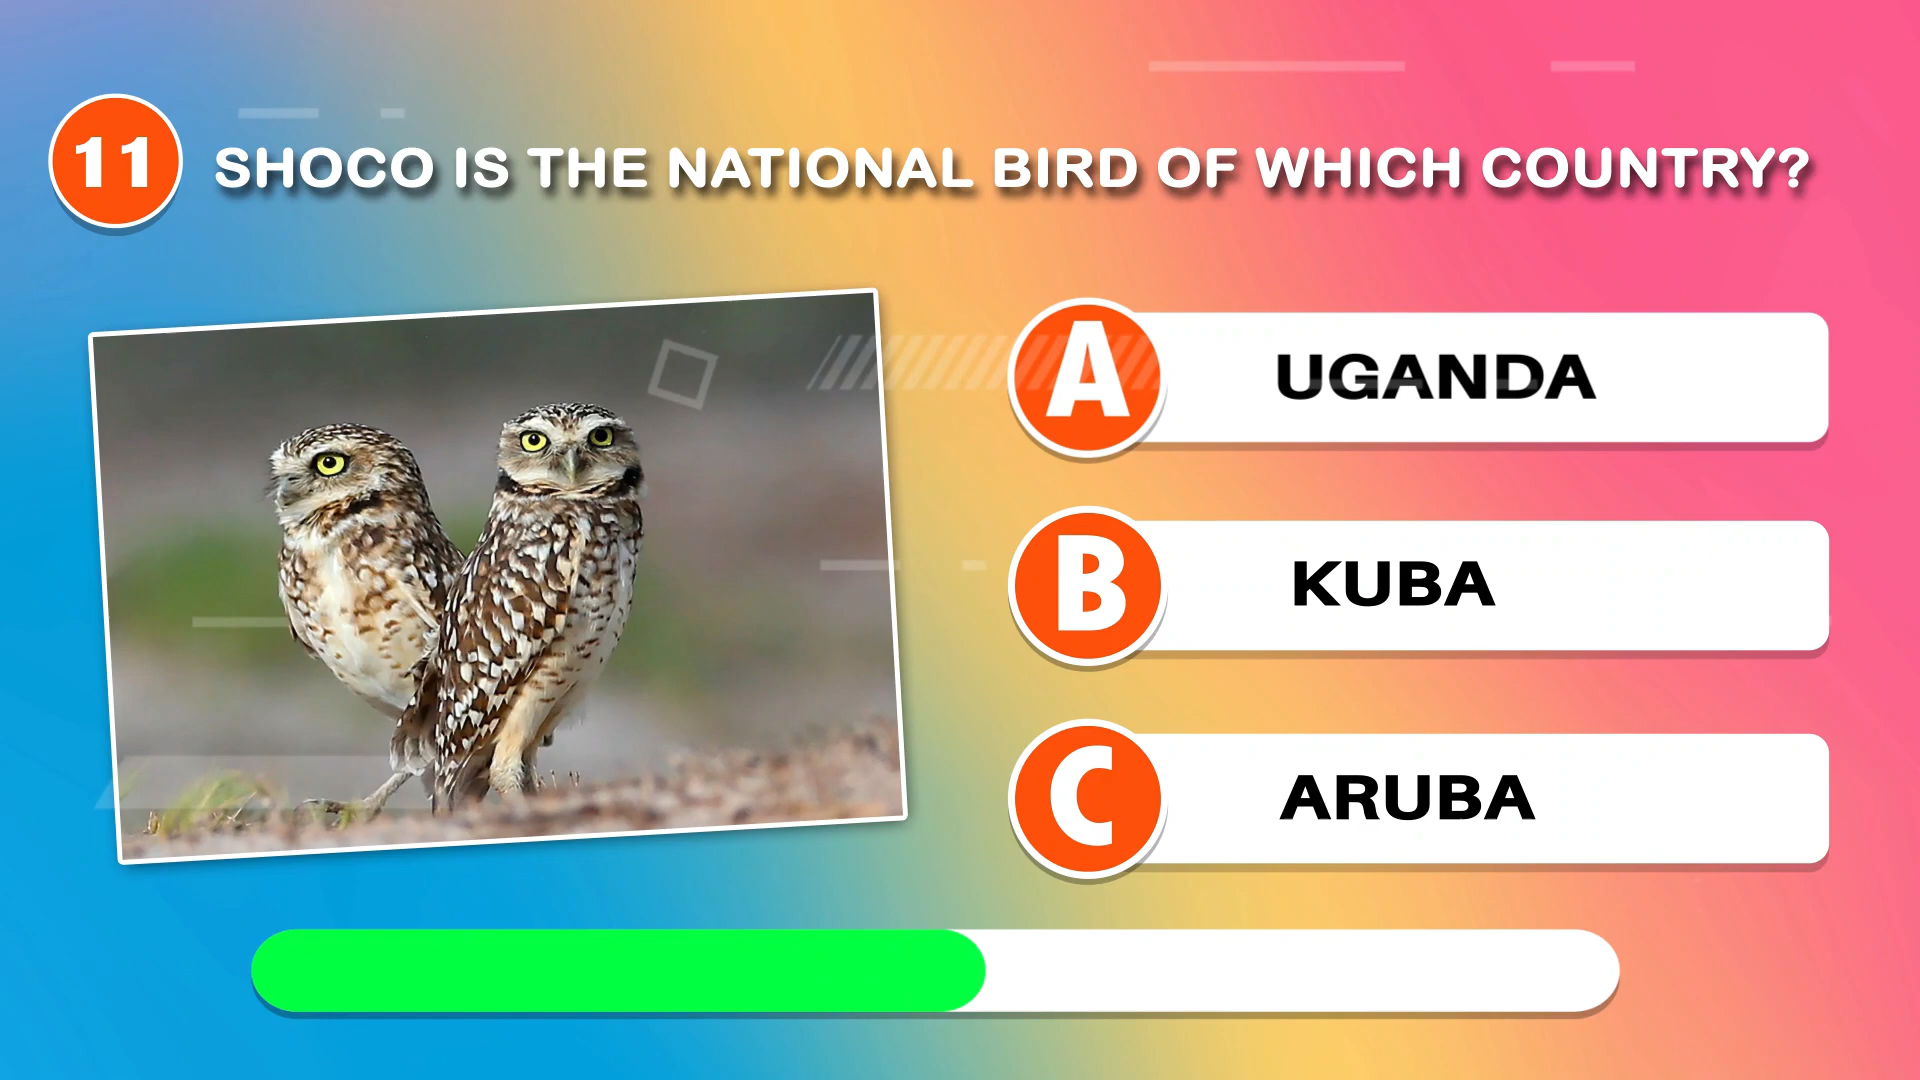 11
SHOCO IS THE NATIONAL BIRD OF WHICH COUNTRY?
A UGANDA
B KUBA
C ARUBA